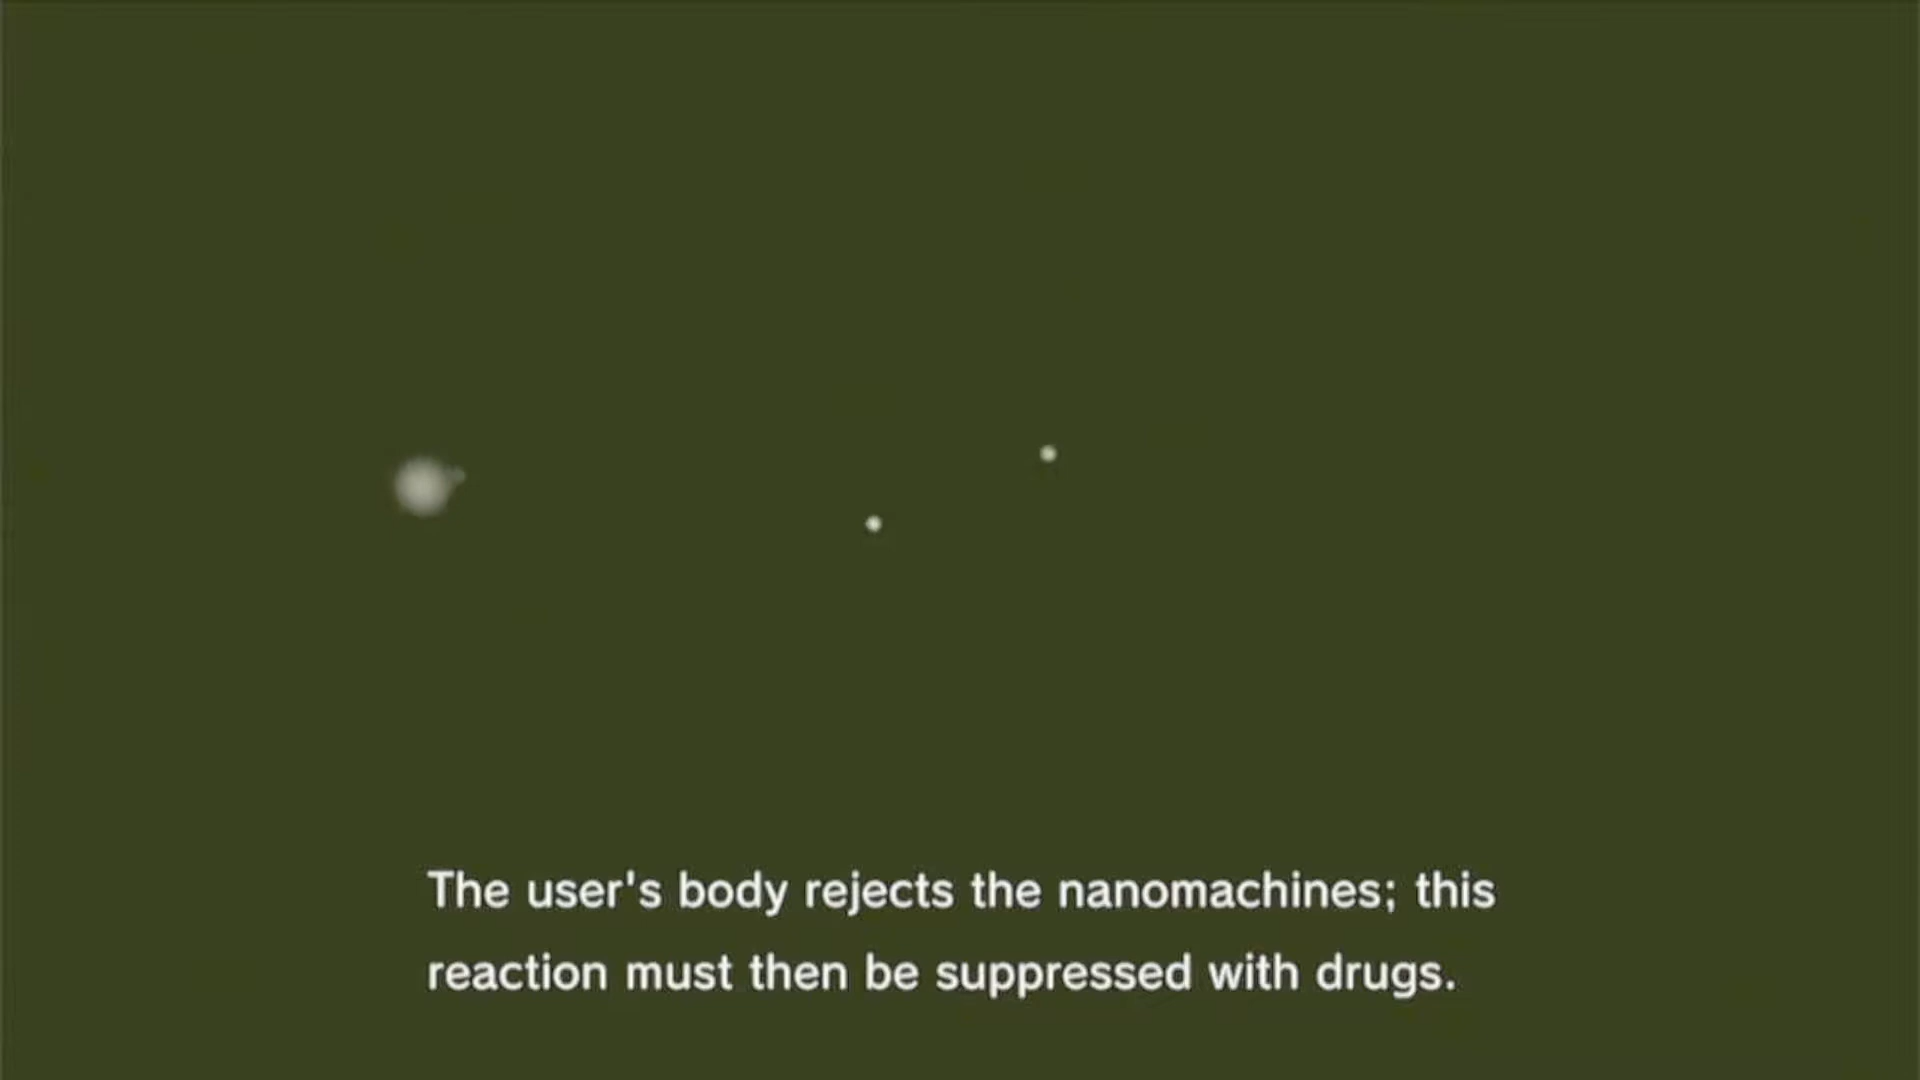 The user's body rejects the nanomachines; this
reaction must then be suppressed with drugs.